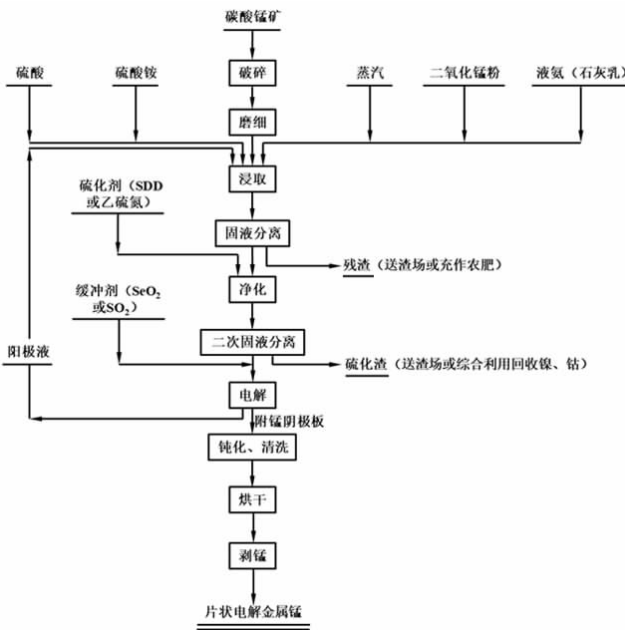 碳酸锰矿
硫酸
硫酸铵
破碎
蒸汽
二氧化锰粉
液氨（石灰乳）
磨细
浸取
硫化剂（SDD
或乙硫氮）
固液分离
残渣（送渣场或充作农肥）
净化
缓冲剂（SeO₂
或SO₂）
二次固液分离
阳极液
硫化渣（送渣场或综合利用回收镍、钴）
电解
附锰阴极板
钝化、清洗
烘干
剥锰
片状电解金属锰